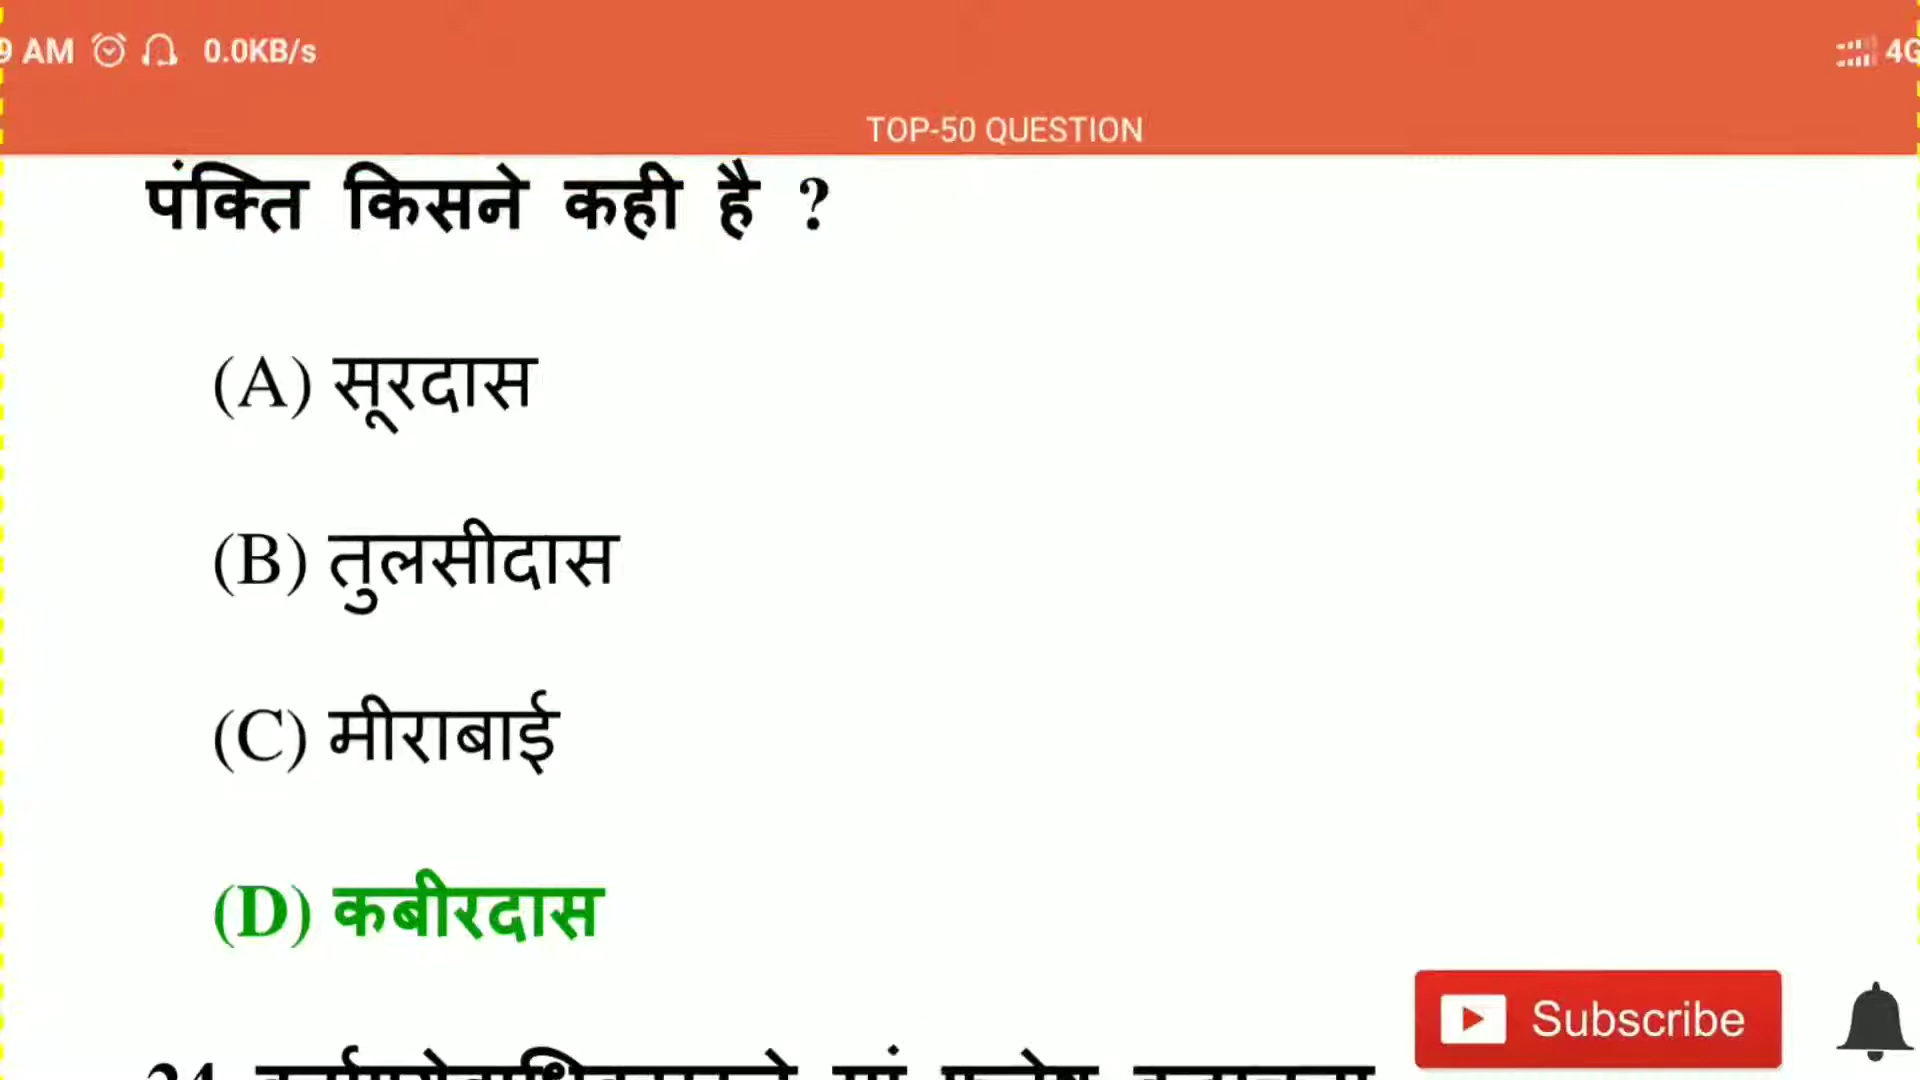 9 AM 0.0KB/s 4G
TOP-50 QUESTION
पंक्ति किसने कही है ?
(A) सूरदास
(B) तुलसीदास
(C) मीराबाई
(D) कबीरदास
Subscribe